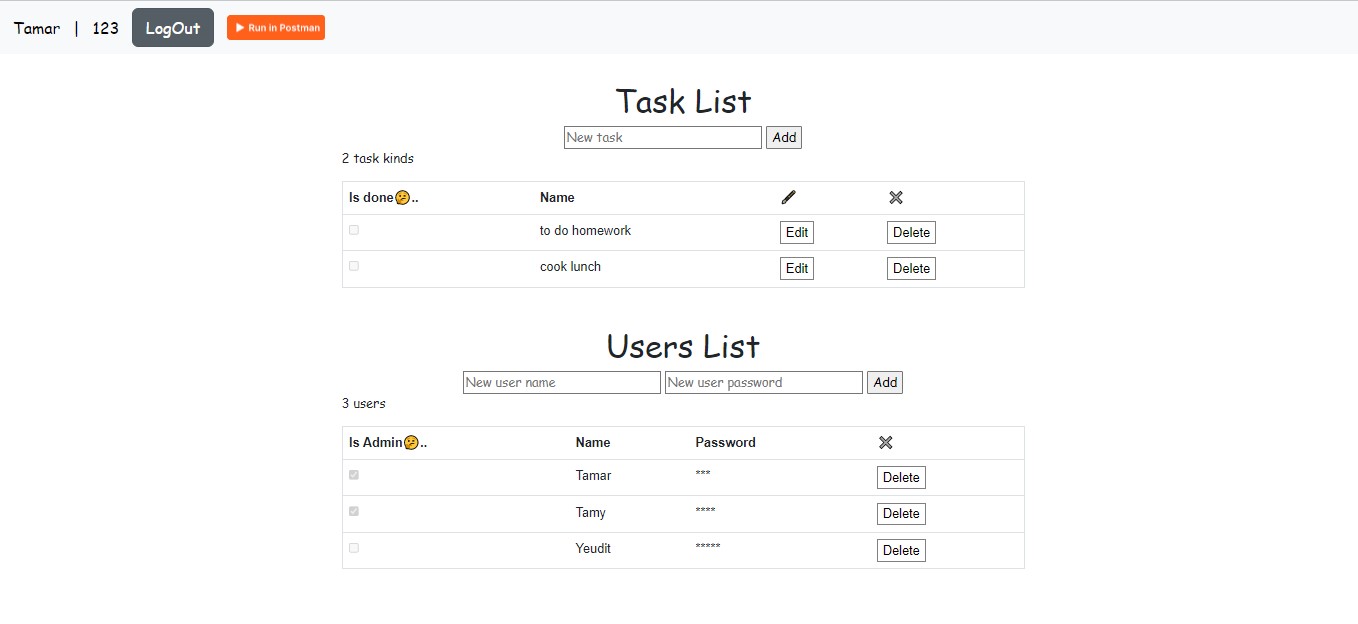 Tamar | 123 LogOut Run in Postman
Task List
New task Add
2 task kinds
Is done🤔.. Name
to do homework Edit Delete
cook lunch Edit Delete
Users List
New user name New user password Add
3 users
Is Admin🤔.. Name Password
Tamar *** Delete
Tamy **** Delete
Yeudit ***** Delete